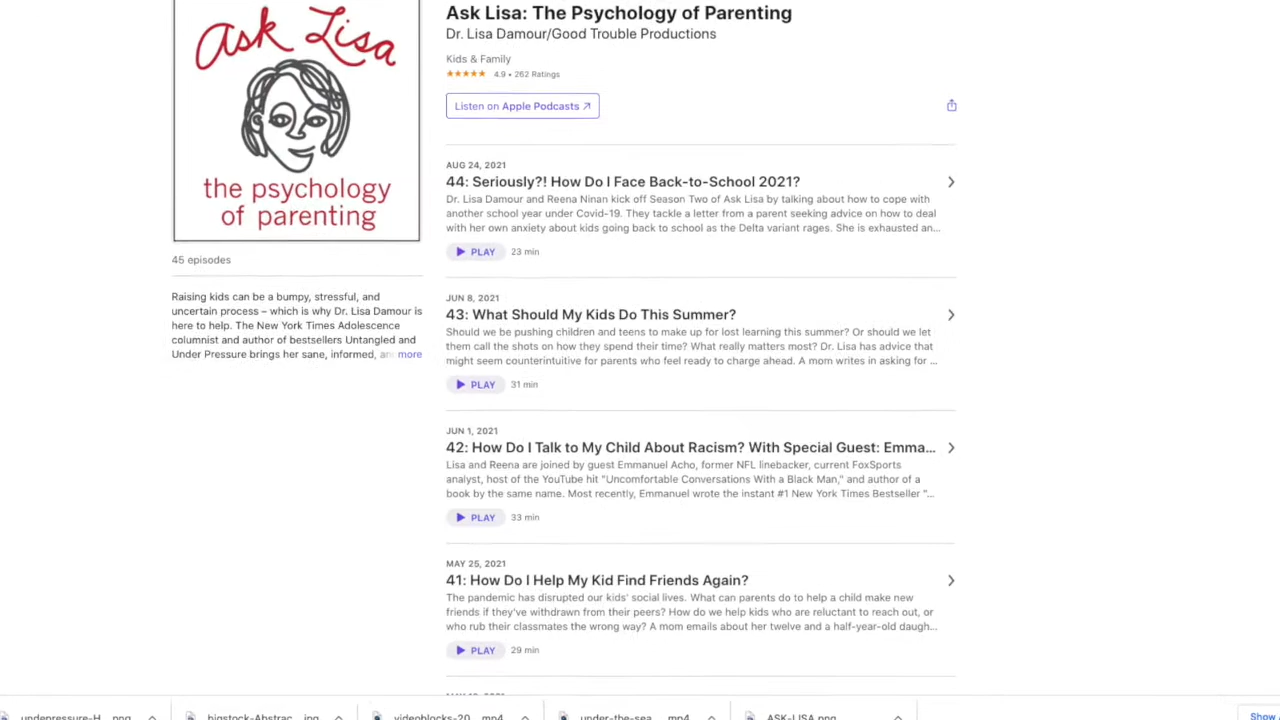 Ask Lisa
the psychology
of parenting
45 episodes
Raising kids can be a bumpy, stressful, and
uncertain process – which is why Dr. Lisa Damour is
here to help. The New York Times Adolescence
columnist and author of bestsellers Untangled and
Under Pressure brings her sane, informed, an more
Ask Lisa: The Psychology of Parenting
Dr. Lisa Damour/Good Trouble Productions
Kids & Family
★★★★★ 4.9 • 262 Ratings
Listen on Apple Podcasts ↗
AUG 24, 2021
44: Seriously?! How Do I Face Back-to-School 2021?
Dr. Lisa Damour and Reena Ninan kick off Season Two of Ask Lisa by talking about how to cope with
another school year under Covid-19. They tackle a letter from a parent seeking advice on how to deal
with her own anxiety about kids going back to school as the Delta variant rages. She is exhausted an...
PLAY 23 min
JUN 8, 2021
43: What Should My Kids Do This Summer?
Should we be pushing children and teens to make up for lost learning this summer? Or should we let
them call the shots on how they spend their time? What really matters most? Dr. Lisa has advice that
might seem counterintuitive for parents who feel ready to charge ahead. A mom writes in asking for ...
PLAY 31 min
JUN 1, 2021
42: How Do I Talk to My Child About Racism? With Special Guest: Emma...
Lisa and Reena are joined by guest Emmanuel Acho, former NFL linebacker, current FoxSports
analyst, host of the YouTube hit "Uncomfortable Conversations With a Black Man," and author of a
book by the same name. Most recently, Emmanuel wrote the instant #1 New York Times Bestseller "...
PLAY 33 min
MAY 25, 2021
41: How Do I Help My Kid Find Friends Again?
The pandemic has disrupted our kids' social lives. What can parents do to help a child make new
friends if they've withdrawn from their peers? How do we help kids who are reluctant to reach out, or
who rub their classmates the wrong way? A mom emails about her twelve and a half-year-old daugh...
PLAY 29 min
undepressure-H....png
bigstock-Abstrac....jpg
videoblocks-20....mp4
under-the-sea....mp4
ASK-LISA.png
Show